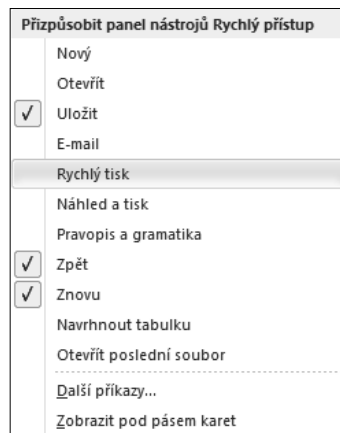 Přizpůsobit panel nástrojů Rychlý přístup
Nový
Otevřít
Uložit
E-mail
Rychlý tisk
Náhled a tisk
Pravopis a gramatika
Zpět
Znovu
Navrhnout tabulku
Otevřít poslední soubor
Další příkazy...
Zobrazit pod pásem karet